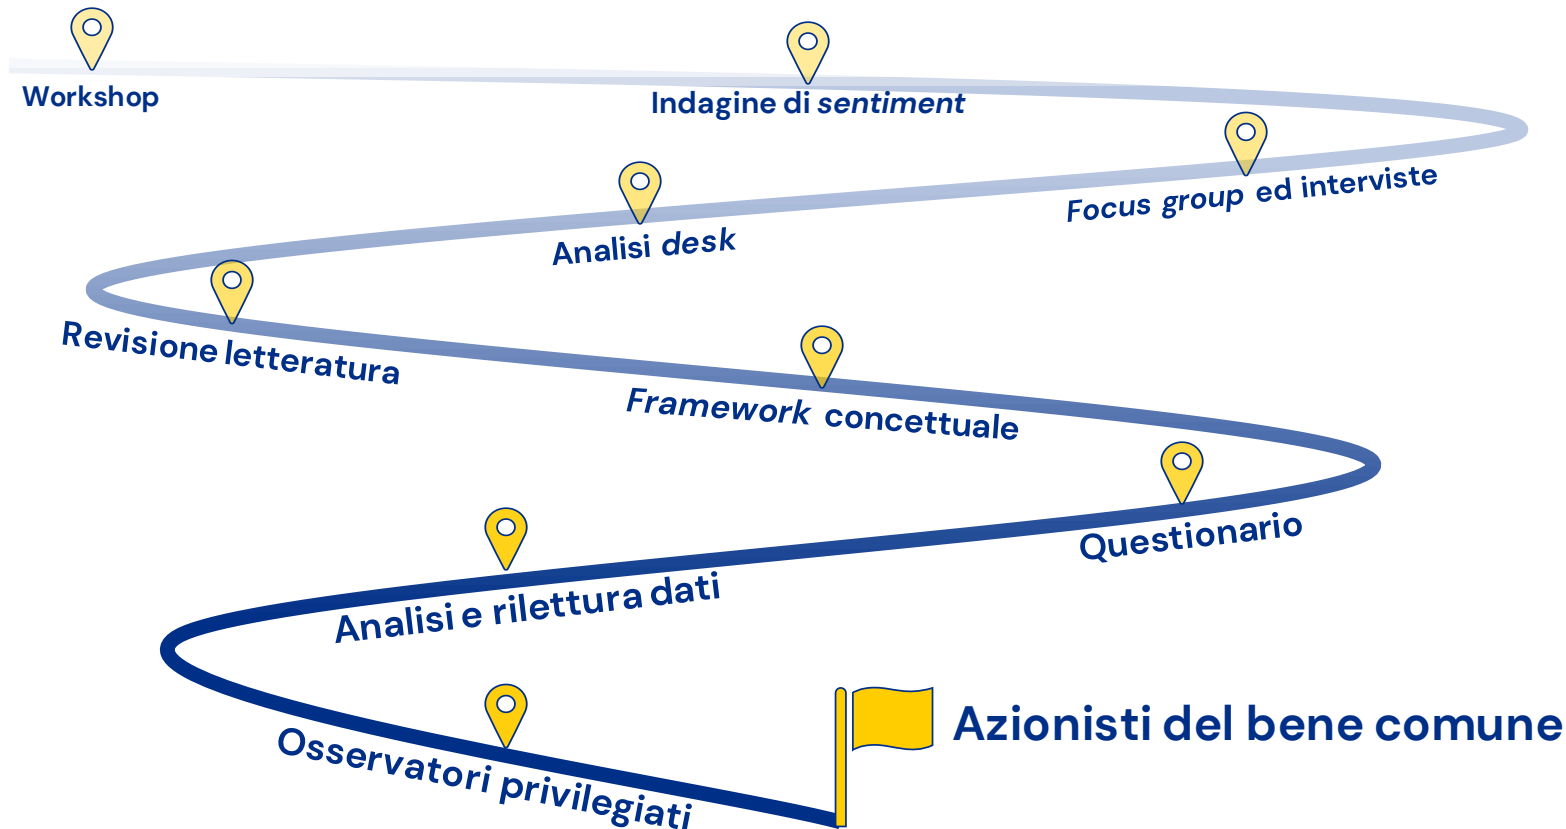 Workshop
Indagine di sentiment
Focus group ed interviste
Analisi desk
Revisione letteratura
Framework concettuale
Questionario
Analisi e rilettura dati
Osservatori privilegiati
Azionisti del bene comune